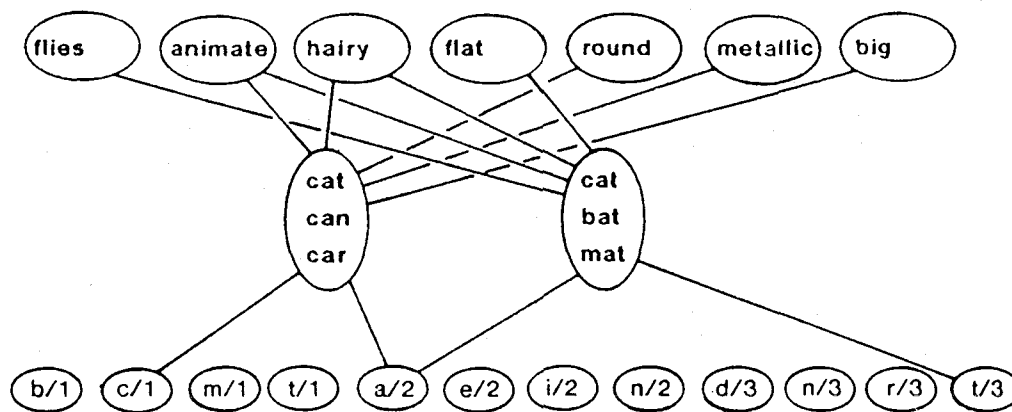 flies animate hairy flat round metallic big
cat cat
can bat
car mat
b/1 c/1 m/1 t/1 a/2 e/2 i/2 n/2 d/3 n/3 r/3 t/3